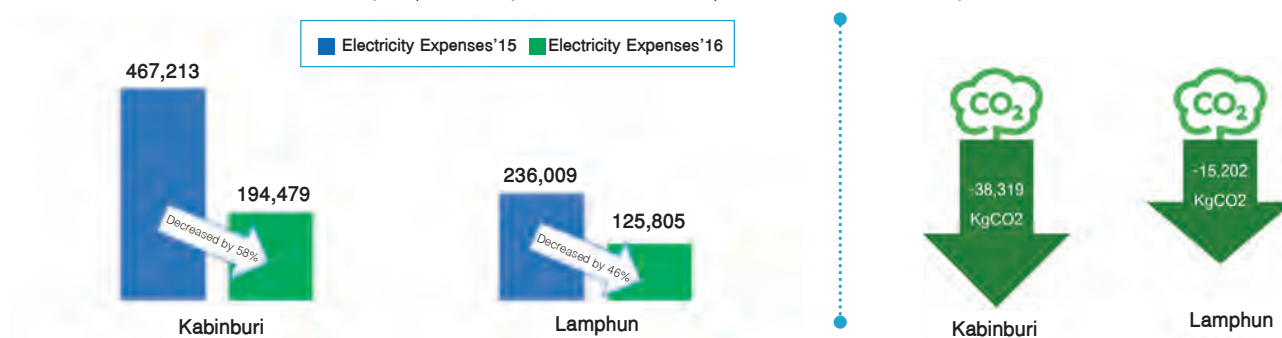 Electricity Expenses'15
Electricity Expenses'16
467,213
194,479
Decreased by 58%
Kabinburi
236,009
125,805
Decreased by 46%
Lamphun
CO2
-38,319
KgCO2
Kabinburi
CO2
-15,202
KgCO2
Lamphun